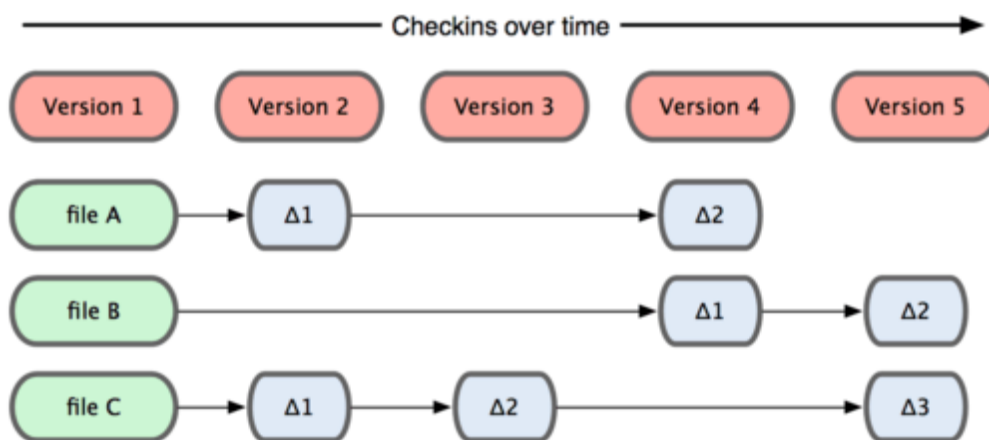 Checkins over time
Version 1 Version 2 Version 3 Version 4 Version 5
file A Δ1 Δ2
file B Δ1 Δ2
file C Δ1 Δ2 Δ3